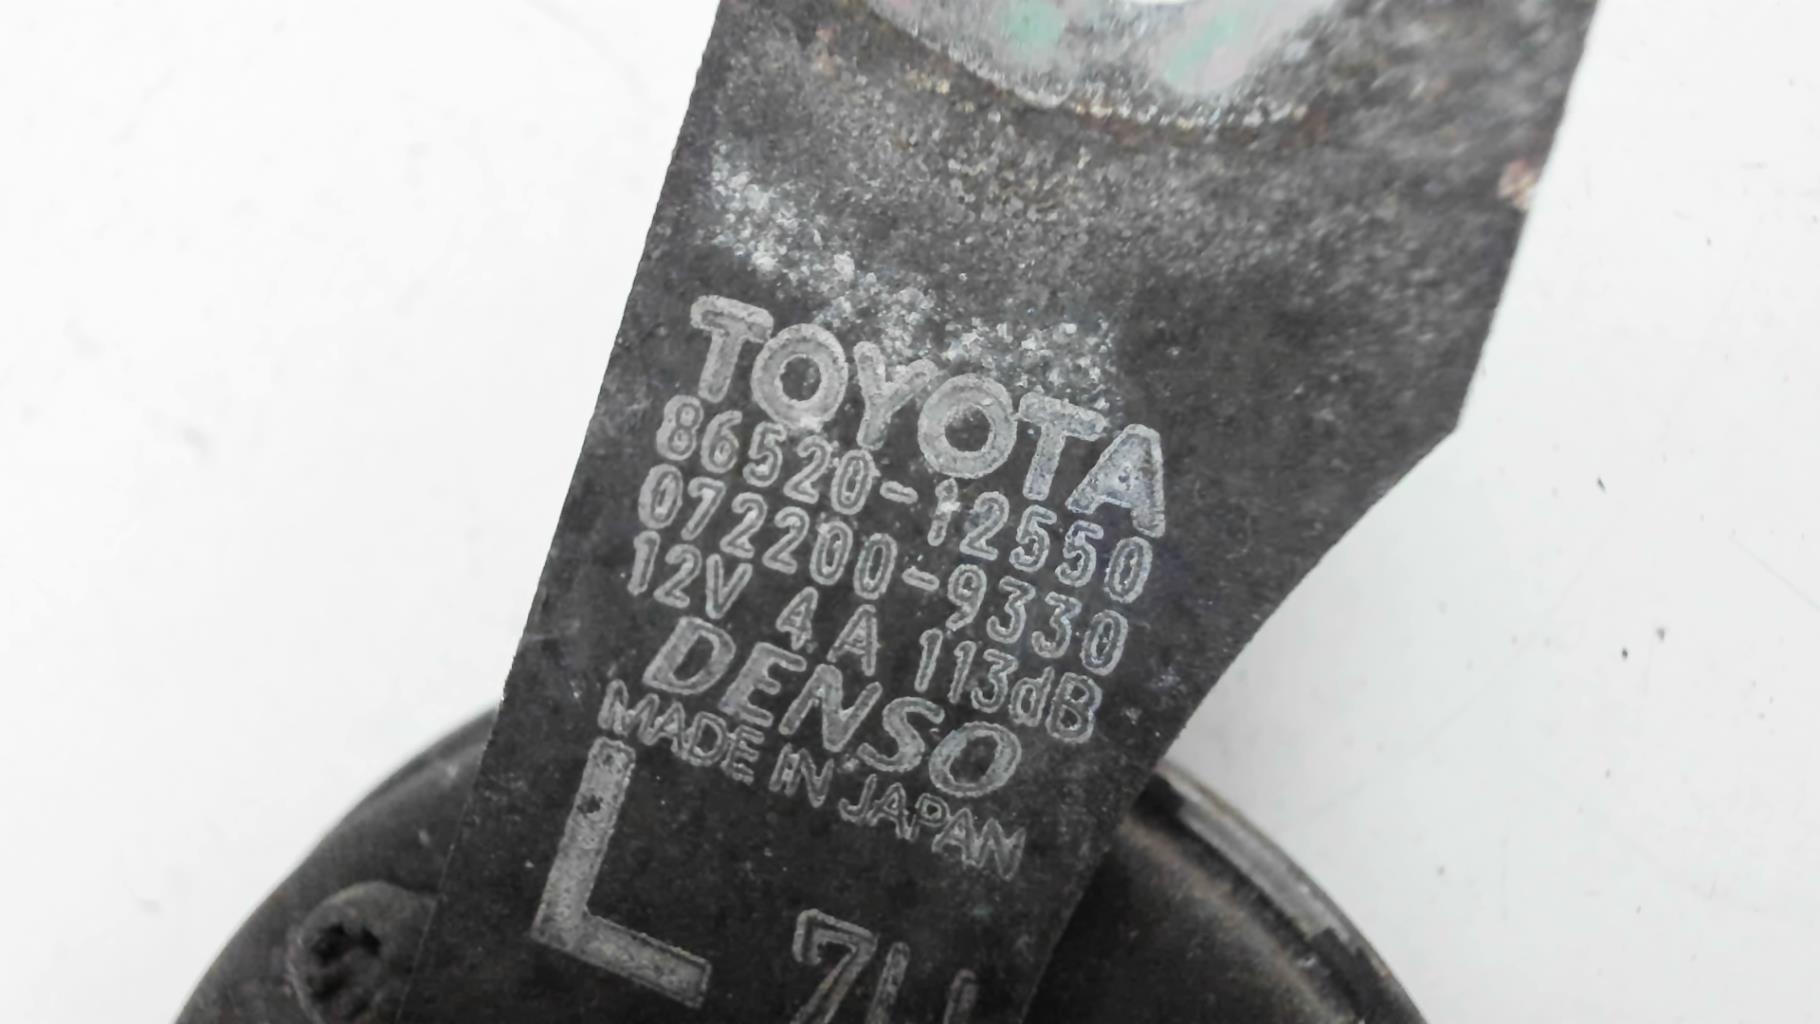 TOYOTA
86520-12550
072200-9330
12V 4A 113dB
DENSO
MADE IN JAPAN
L